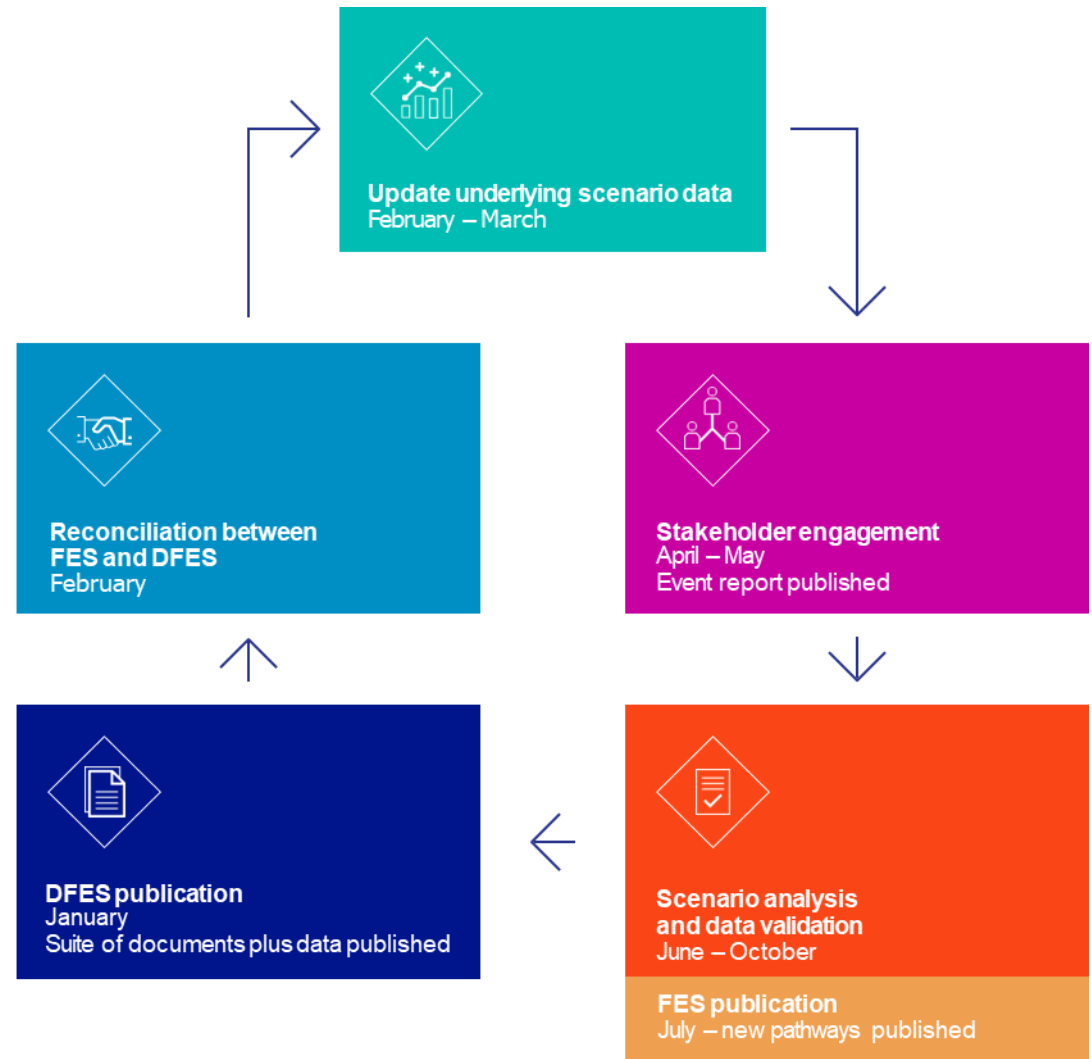 Update underlying scenario data
February – March
Stakeholder engagement
April – May
Event report published
Scenario analysis
and data validation
June – October
FES publication
July – new pathways published
DFES publication
January
Suite of documents plus data published
Reconciliation between
FES and DFES
February